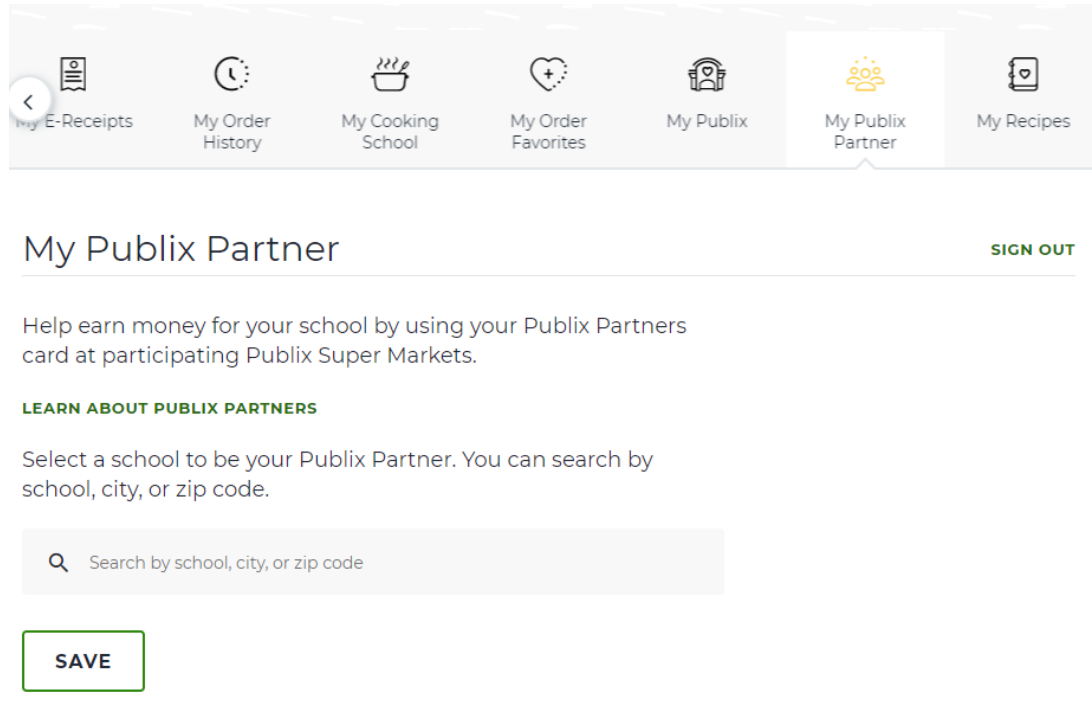 My E-Receipts
My Order
History
My Cooking
School
My Order
Favorites
My Publix
My Publix
Partner
My Recipes
My Publix Partner
SIGN OUT
Help earn money for your school by using your Publix Partners
card at participating Publix Super Markets.
LEARN ABOUT PUBLIX PARTNERS
Select a school to be your Publix Partner. You can search by
school, city, or zip code.
Search by school, city, or zip code
SAVE